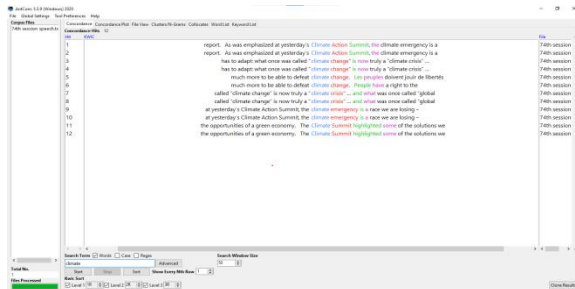 AntConc 3.5.9 (Windows) 2020
File Global Settings Tool Preferences Help
Corpus Files
74th session speech.tx
Concordance Concordance Plot File View Clusters/N-Grams Collocates Word List Keyword List
Concordance Hits 12
Hit KWIC File
1 report. As was emphasized at yesterday's Climate Action Summit, the climate emergency is a 74th session
2 report. As was emphasized at yesterday's Climate Action Summit, the climate emergency is a 74th session
3 has to adapt: what once was called "climate change" is now truly a "climate crisis" ... 74th session
4 has to adapt: what once was called "climate change" is now truly a "climate crisis" ... 74th session
5 much more to be able to defeat climate change. Les peuples doivent jouir de libertés 74th session
6 much more to be able to defeat climate change. People have a right to the 74th session
7 called "climate change" is now truly a "climate crisis" ... and what was once called "global 74th session
8 called "climate change" is now truly a "climate crisis" ... and what was once called "global 74th session
9 at yesterday's Climate Action Summit, the climate emergency is a race we are losing – 74th session
10 at yesterday's Climate Action Summit, the climate emergency is a race we are losing – 74th session
11 the opportunities of a green economy. The Climate Summit highlighted some of the solutions we 74th session
12 the opportunities of a green economy. The Climate Summit highlighted some of the solutions we 74th session
Search Term Words Case Regex Search Window Size
climate Advanced 50
Start Stop Sort Show Every Nth Row 1
Kwic Sort
Level 1 Level 2 Level 3 Clone Results
Total No.
1
Files Processed